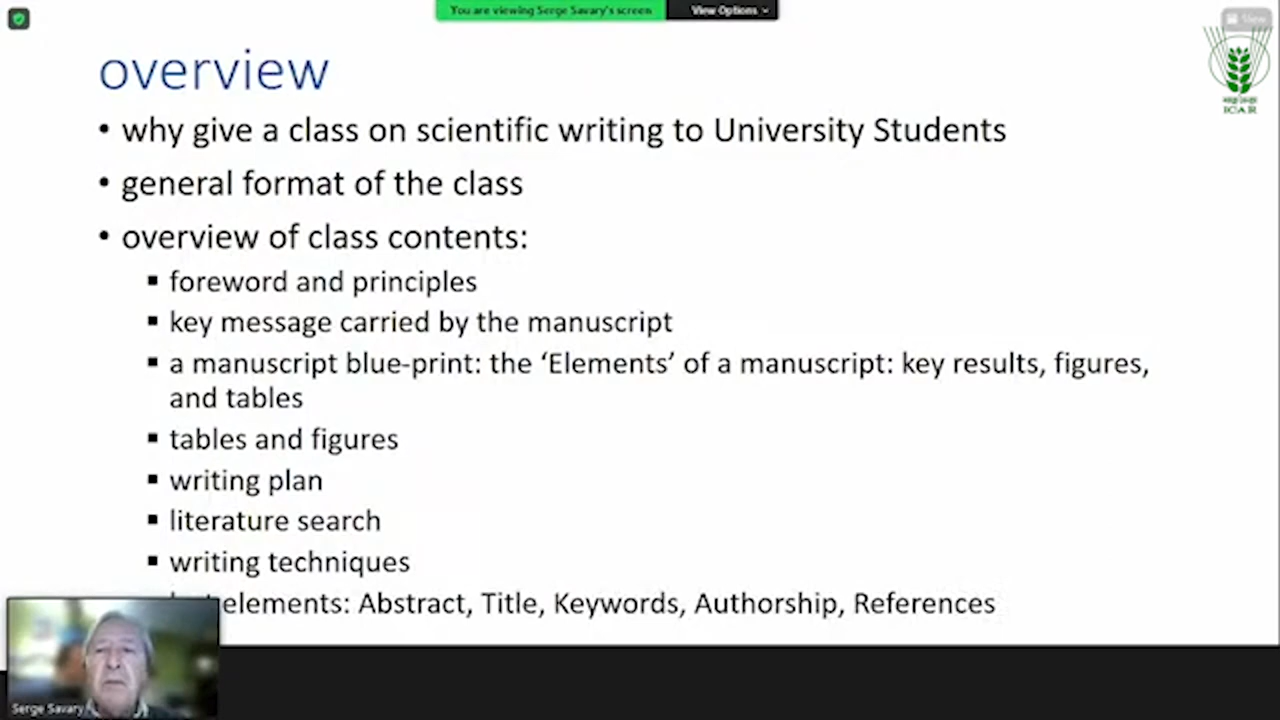 You are viewing Serge Savary's screen View Options
View
overview
• why give a class on scientific writing to University Students
• general format of the class
• overview of class contents:
▪ foreword and principles
▪ key message carried by the manuscript
▪ a manuscript blue-print: the ‘Elements’ of a manuscript: key results, figures,
and tables
▪ tables and figures
▪ writing plan
▪ literature search
▪ writing techniques
elements: Abstract, Title, Keywords, Authorship, References
ICAR
Serge Savary